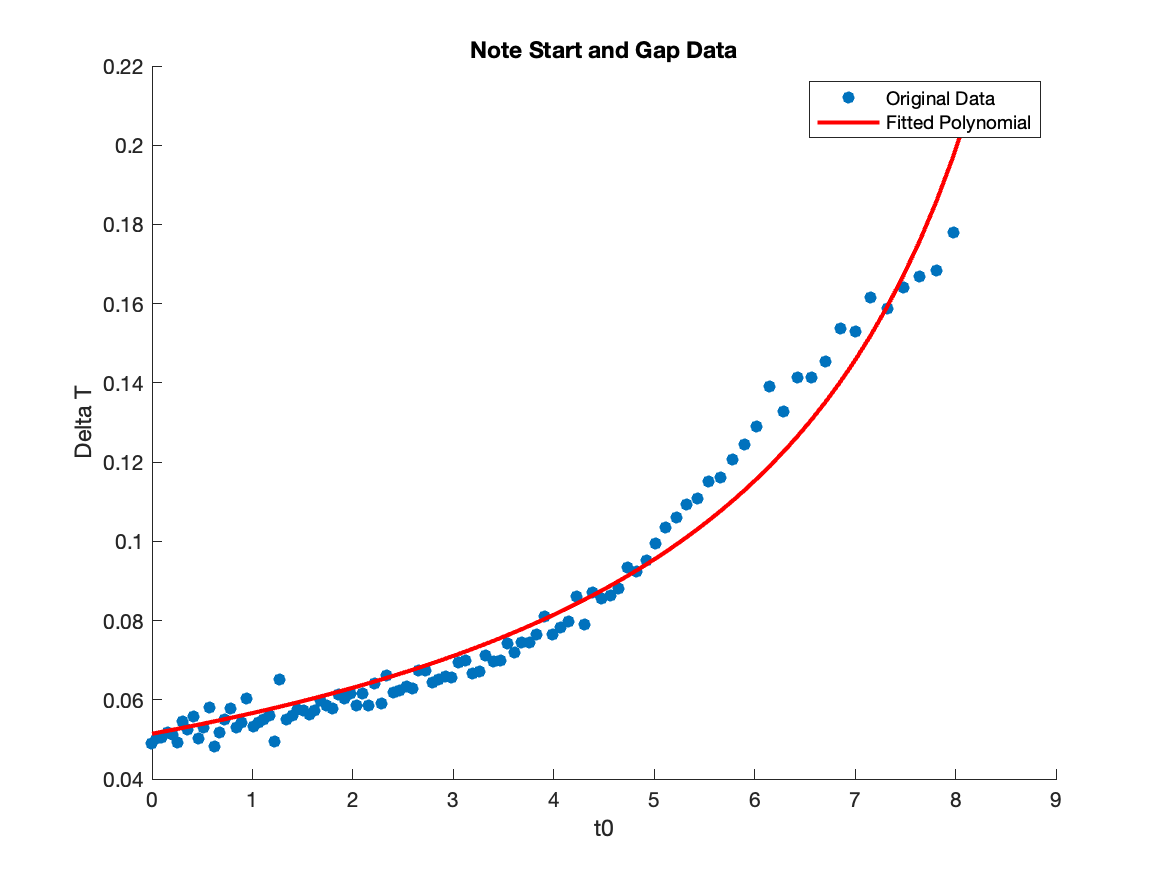 Note Start and Gap Data
0.22
0.2
0.18
0.16
0.14
0.12
0.1
0.08
0.06
0.04
Delta T
Original Data
Fitted Polynomial
0 1 2 3 4 5 6 7 8 9
t0